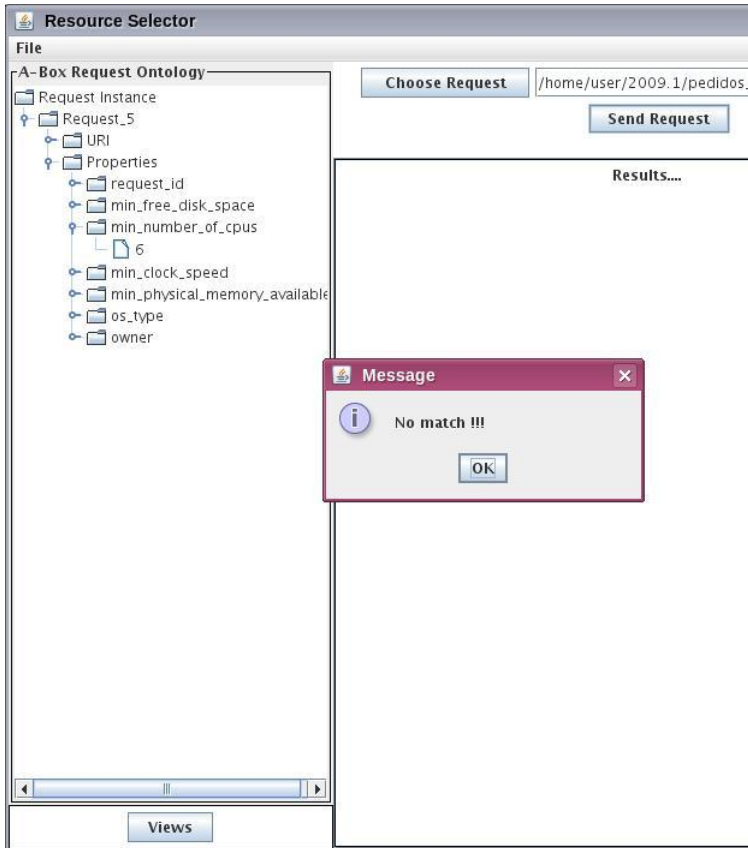 Resource Selector
File
A-Box Request Ontology
Request Instance
Request_5
URI
Properties
request_id
min_free_disk_space
min_number_of_cpus
6
min_clock_speed
min_physical_memory_available
os_type
owner
Views
Choose Request /home/user/2009.1/pedidos_
Send Request
Results....
Message
i
No match !!!
OK